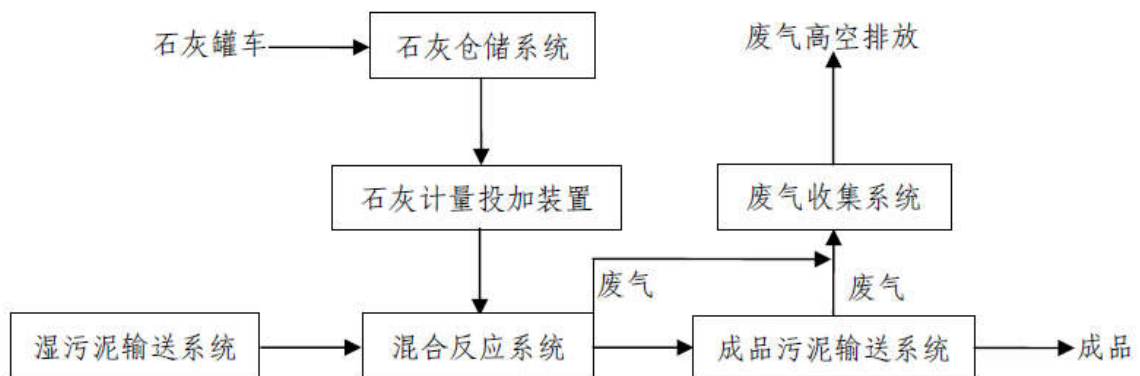 石灰罐车
石灰仓储系统
废气高空排放
石灰计量投加装置
废气收集系统
废气
废气
湿污泥输送系统
混合反应系统
成品污泥输送系统
成品